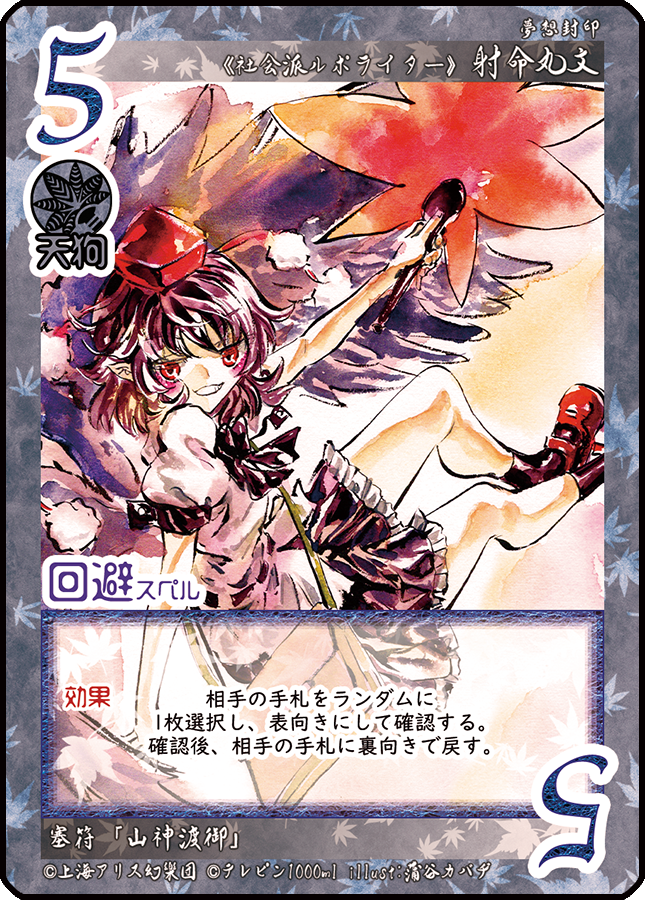 夢想封印
5
《社会派ルポライター》 射命丸文
天狗
回避スペル
効果
相手の手札をランダムに
1枚選択し、表向きにして確認する。
確認後、相手の手札に裏向きで戻す。
5
塞符 「山神渡御」
©上海アリス幻樂団 ©テレピン1000ml illust:蒲谷カバヂ